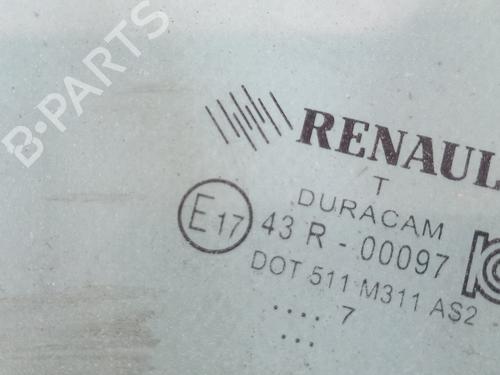 B-PARTS
RENAUL
T
DURACAM
E17 43 R - 00097
DOT 511 M311 AS2
.... 7
...